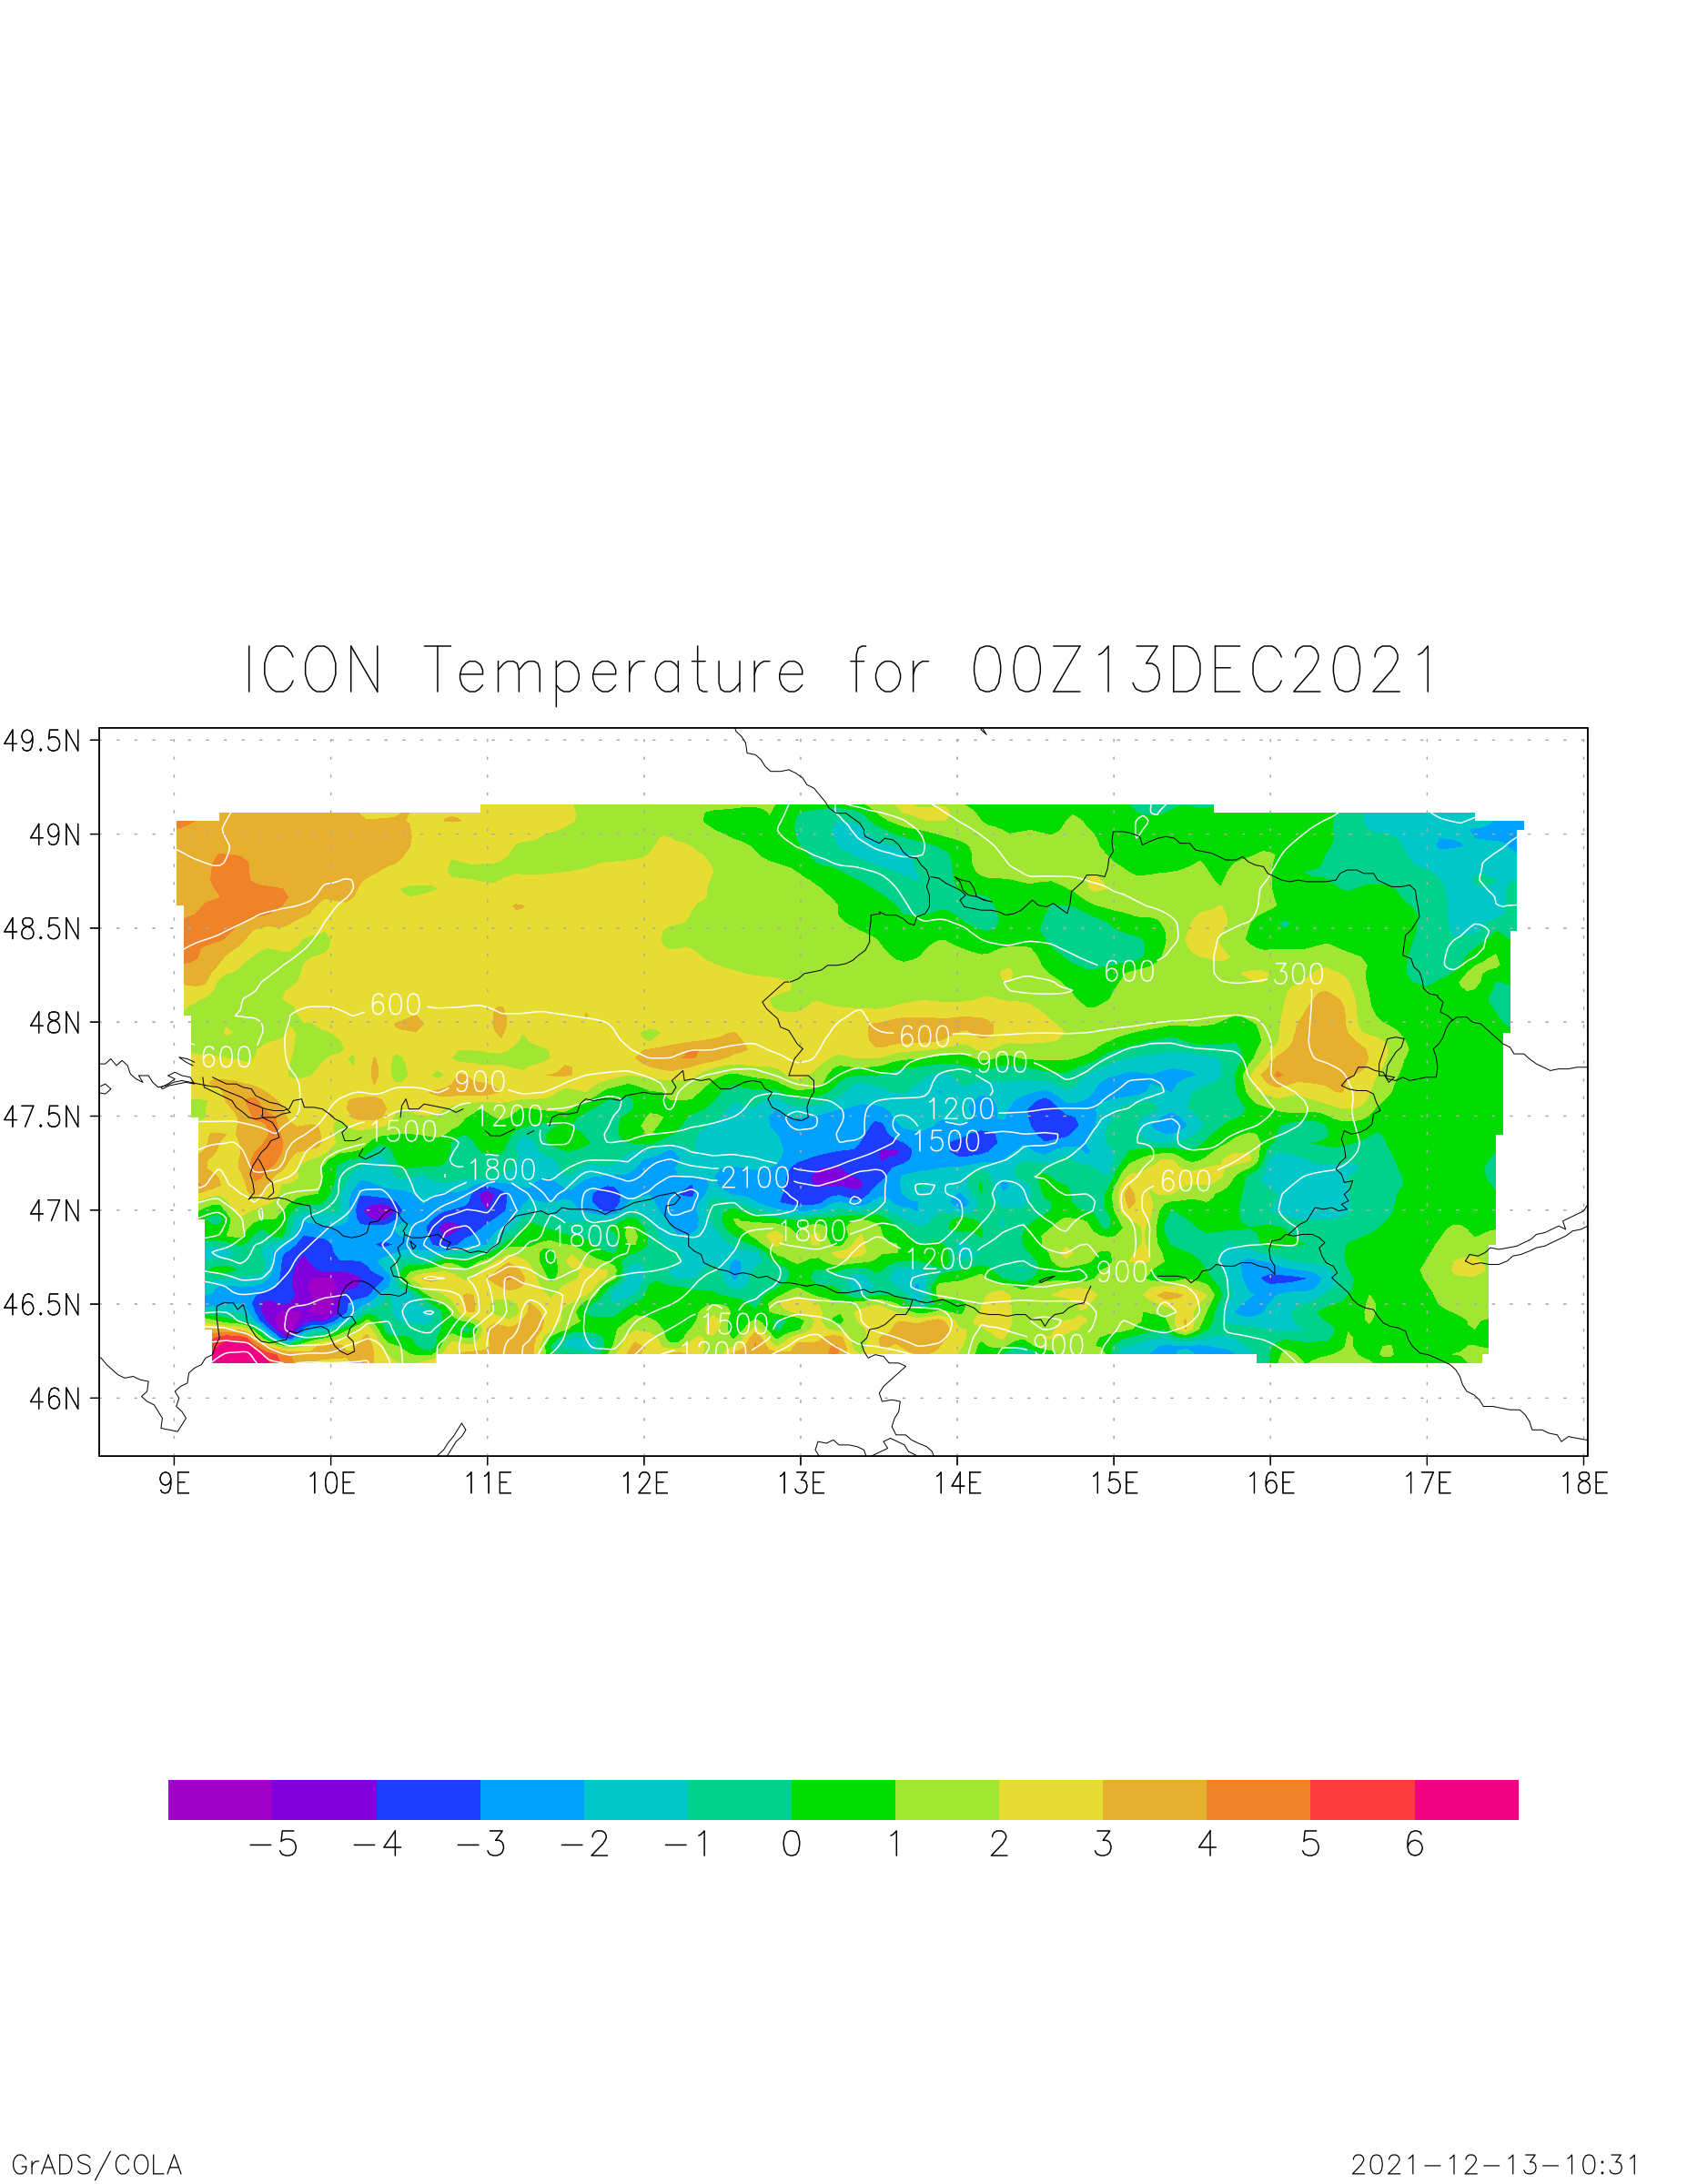 ICON Temperature for 00Z13DEC2021
49.5N
49N
48.5N
48N
47.5N
47N
46.5N
46N
600
300
600
600
600
900
900
1200
1200
1500
1500
1800
2100
600
1800
1800
9
1200
900
1500
1200
900
9E 10E 11E 12E 13E 14E 15E 16E 17E 18E
-5 -4 -3 -2 -1 0 1 2 3 4 5 6
GrADS/COLA 2021-12-13-10:31